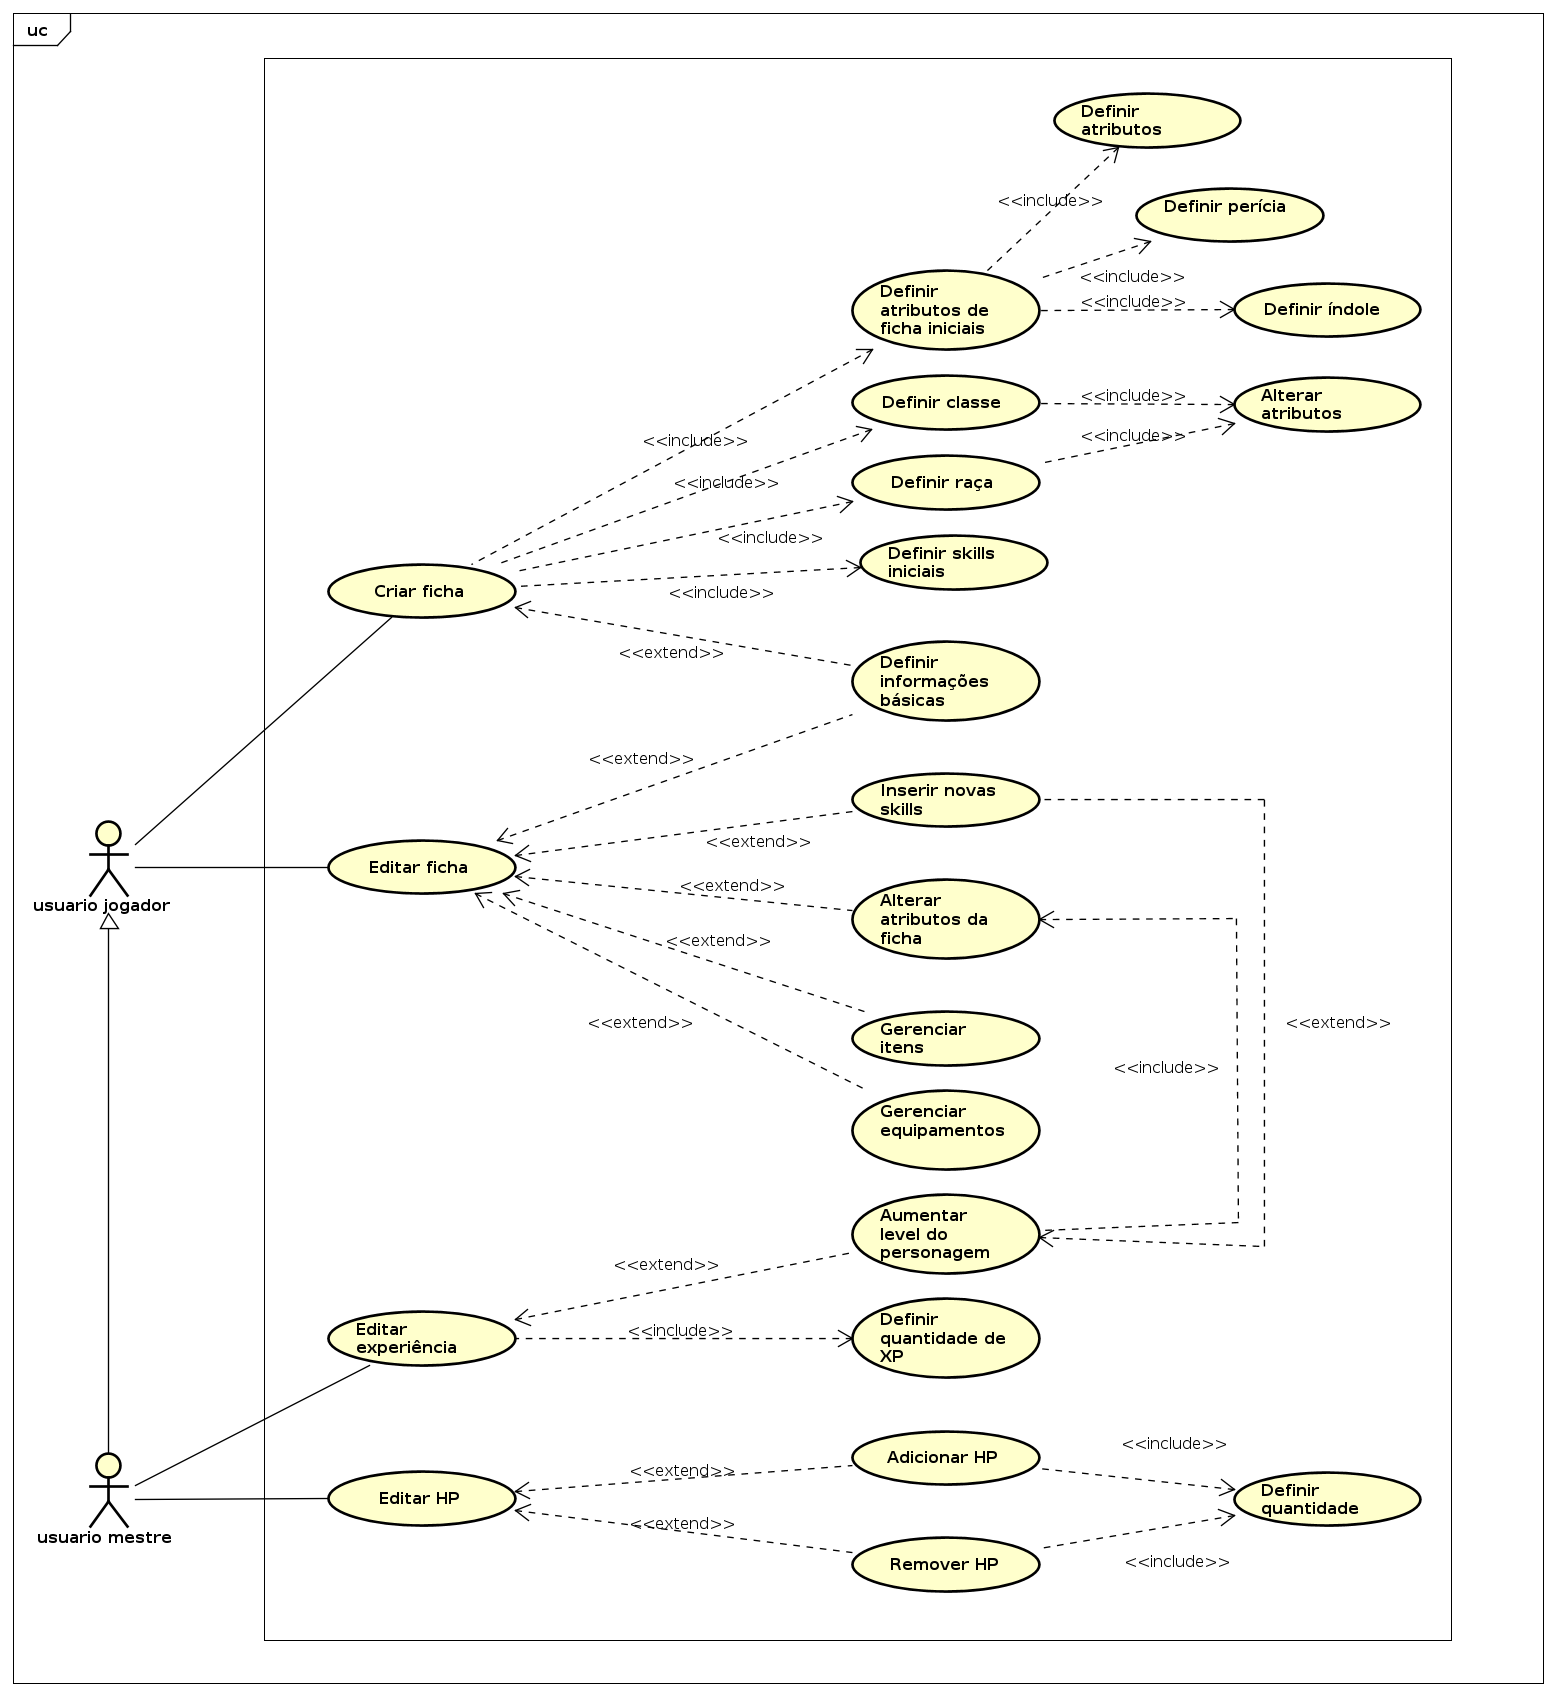 uc
Definir
atributos
<<include>>
Definir perícia
<<include>>
Definir
atributos de
ficha iniciais
<<include>>
Definir índole
<<include>>
Definir classe
<<include>>
Alterar
atributos
<<include>>
Definir raça
<<include>>
<<include>>
Definir skills
iniciais
<<include>>
Criar ficha
<<extend>>
Definir
informações
básicas
<<extend>>
Inserir novas
skills
<<extend>>
Editar ficha
<<extend>>
Alterar
atributos da
ficha
usuario jogador
<<extend>>
Gerenciar
itens
<<extend>>
<<extend>>
<<include>>
Gerenciar
equipamentos
Aumentar
level do
personagem
<<extend>>
Editar
experiência
<<include>>
Definir
quantidade de
XP
<<include>>
Adicionar HP
<<extend>>
Editar HP
Definir
quantidade
<<extend>>
usuario mestre
Remover HP
<<include>>